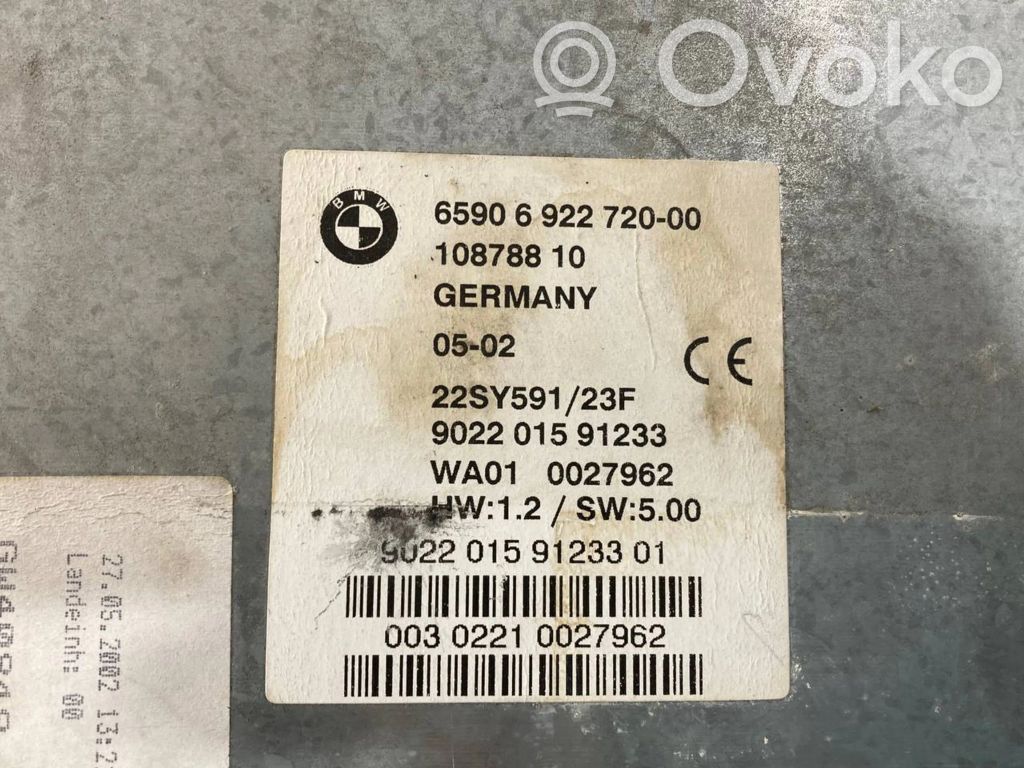 Ovoko
BMW
6590 6 922 720-00
108788 10
GERMANY
05-02
CE
22SY591/23F
9022 015 91233
WA01 0027962
HW:1.2 / SW:5.00
9022 015 91233 01
003 0221 0027962
27.05.2002 13:2
Landeinh: 00